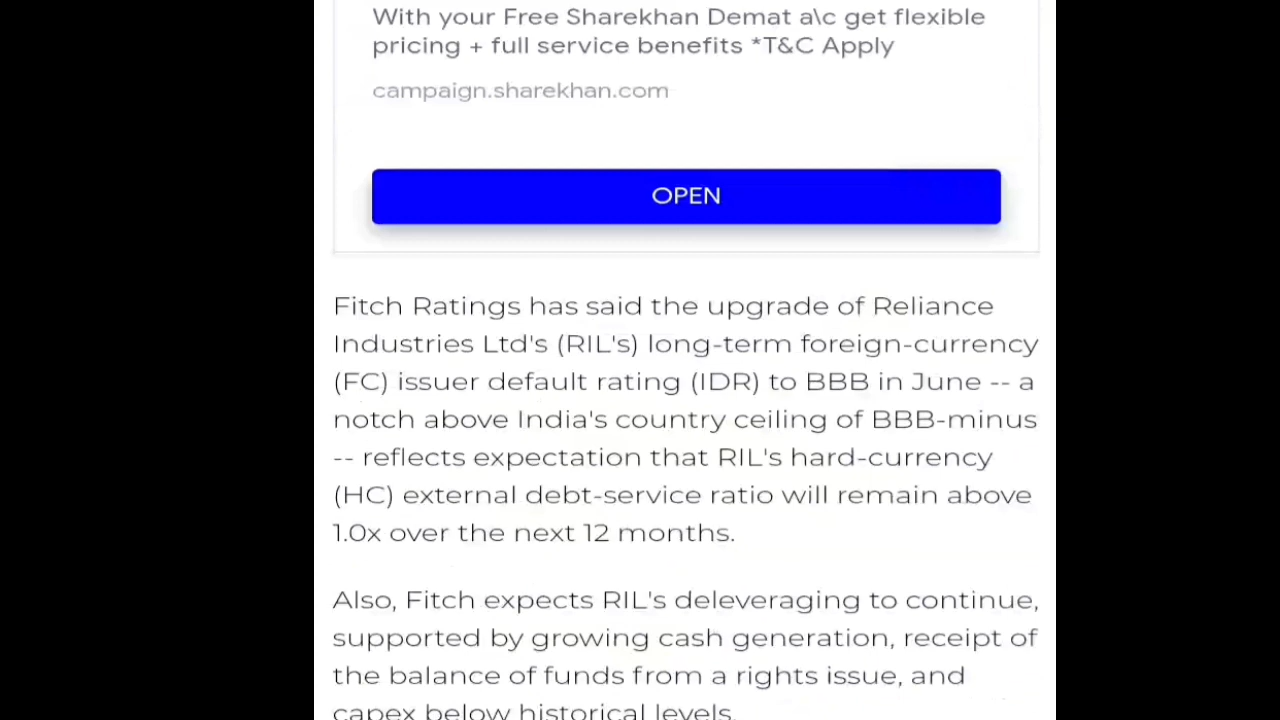 With your Free Sharekhan Demat a\c get flexible
pricing + full service benefits *T&C Apply
campaign.sharekhan.com
OPEN
Fitch Ratings has said the upgrade of Reliance
Industries Ltd's (RIL's) long-term foreign-currency
(FC) issuer default rating (IDR) to BBB in June -- a
notch above India's country ceiling of BBB-minus
-- reflects expectation that RIL's hard-currency
(HC) external debt-service ratio will remain above
1.0x over the next 12 months.
Also, Fitch expects RIL's deleveraging to continue,
supported by growing cash generation, receipt of
the balance of funds from a rights issue, and
capex below historical levels.